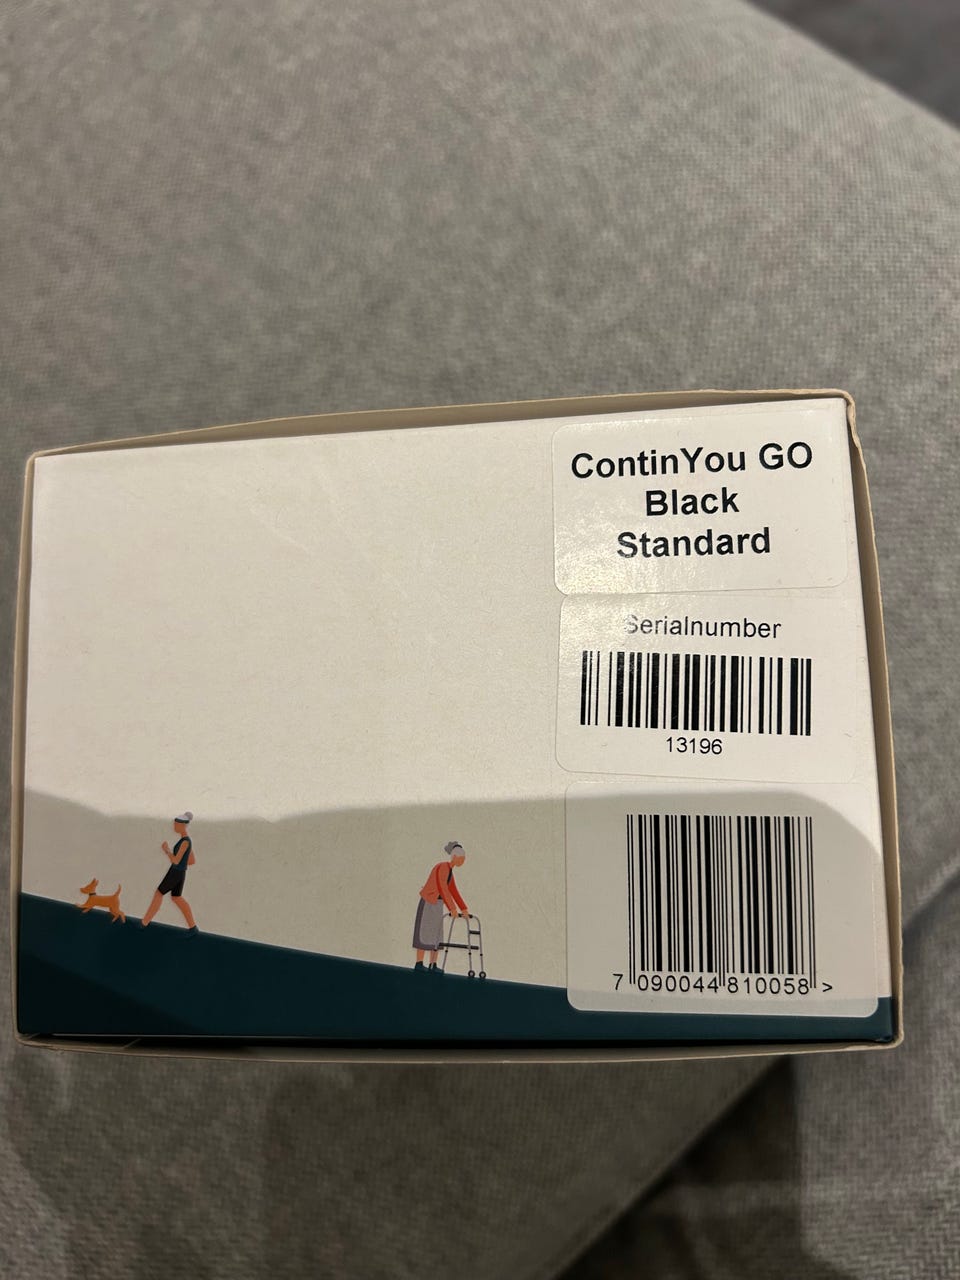 ContinYou GO
Black
Standard
Serialnumber
13196
7 090044 810058 >